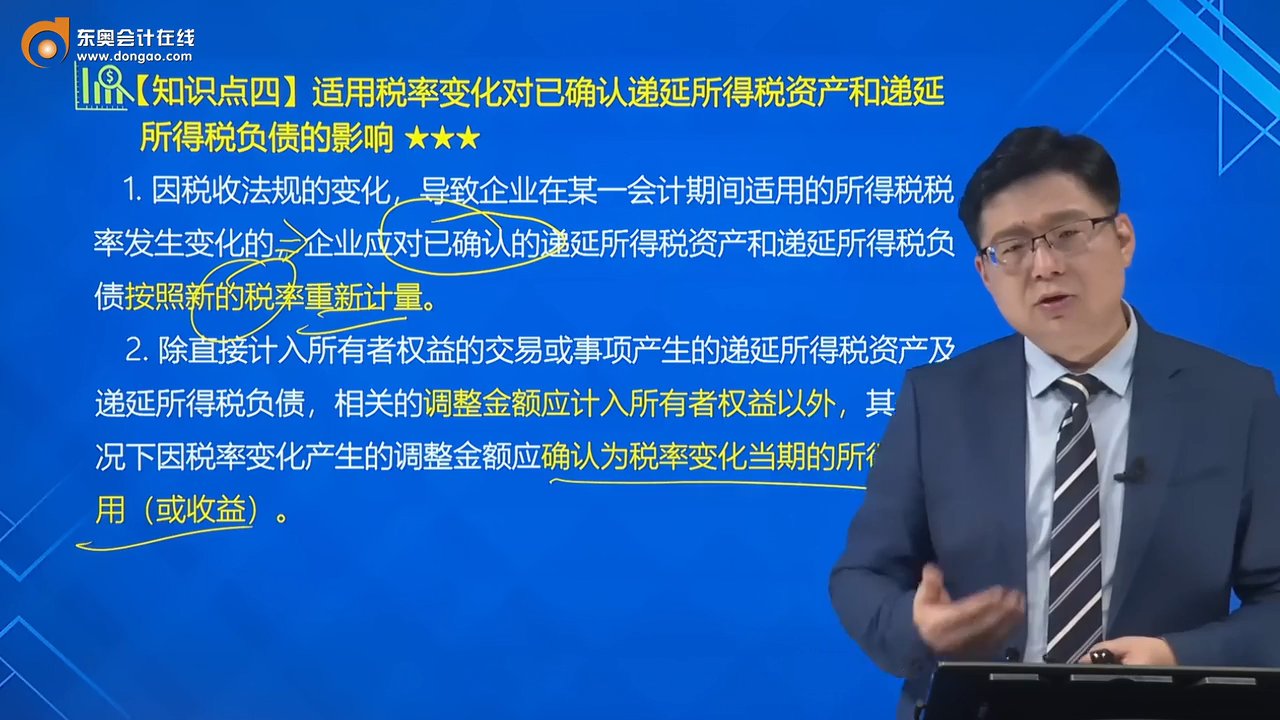 东奥会计在线
www.dongao.com
【知识点四】适用税率变化对已确认递延所得税资产和递延
所得税负债的影响 ★★★
1. 因税收法规的变化，导致企业在某一会计期间适用的所得税税
率发生变化的，企业应对已确认的递延所得税资产和递延所得税负
债按照新的税率重新计量。
2. 除直接计入所有者权益的交易或事项产生的递延所得税资产及
递延所得税负债，相关的调整金额应计入所有者权益以外，其
况下因税率变化产生的调整金额应确认为税率变化当期的所
用（或收益）。